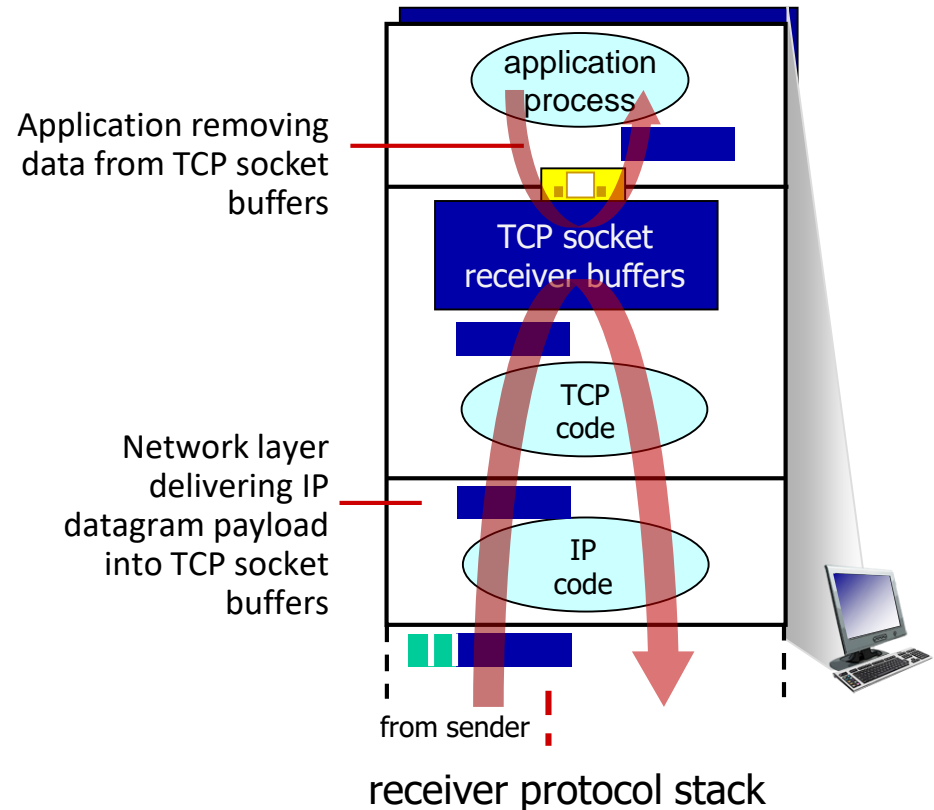 application
process
Application removing
data from TCP socket
buffers
TCP socket
receiver buffers
TCP
code
Network layer
delivering IP
datagram payload
into TCP socket
buffers
IP
code
from sender
receiver protocol stack